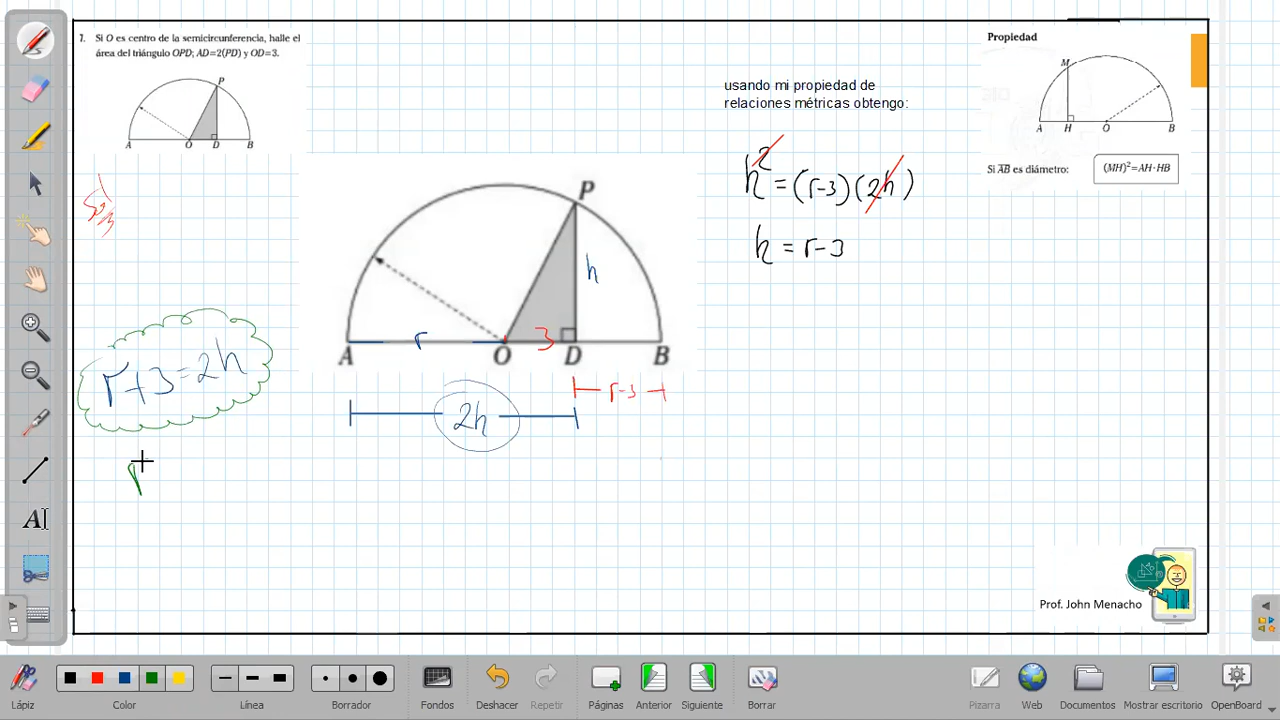 7. Si O es centro de la semicircunferencia, halle el
área del triángulo OPD; AD=2(PD) y OD=3.
P
A O D B
Sol
r+3=2h
r
P
h
r 3
A O D B
r-3
2h
usando mi propiedad de
relaciones métricas obtengo:
h²=(r-3)(2h)
h=r-3
Propiedad
M
A H O B
Si AB es diámetro: (MH)²=AH·HB
Prof. John Menacho
A
Lápiz Color Línea Borrador Fondos Deshacer Repetir Páginas Anterior Siguiente Borrar Pizarra Web Documentos Mostrar escritorio OpenBoard